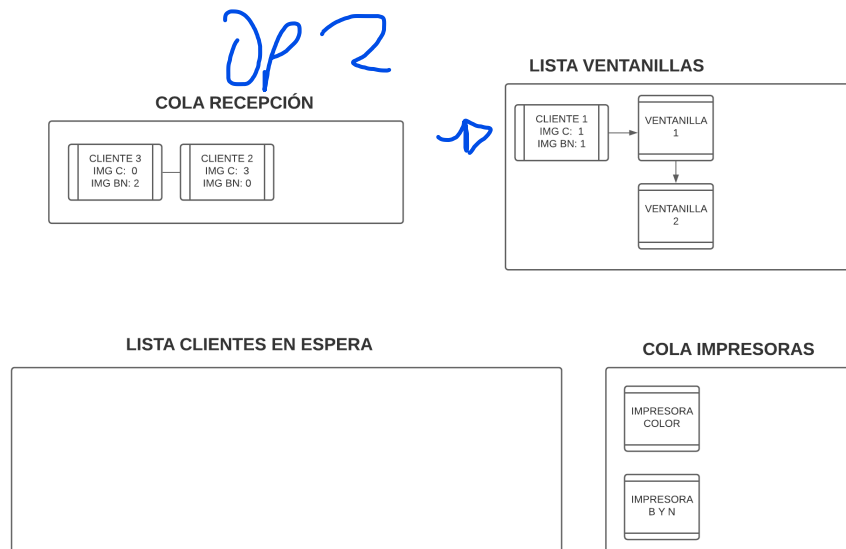 Op 2
LISTA VENTANILLAS
COLA RECEPCIÓN
CLIENTE 3
IMG C: 0
IMG BN: 2
CLIENTE 2
IMG C: 3
IMG BN: 0
CLIENTE 1
IMG C: 1
IMG BN: 1
VENTANILLA
1
VENTANILLA
2
LISTA CLIENTES EN ESPERA
COLA IMPRESORAS
IMPRESORA
COLOR
IMPRESORA
B Y N